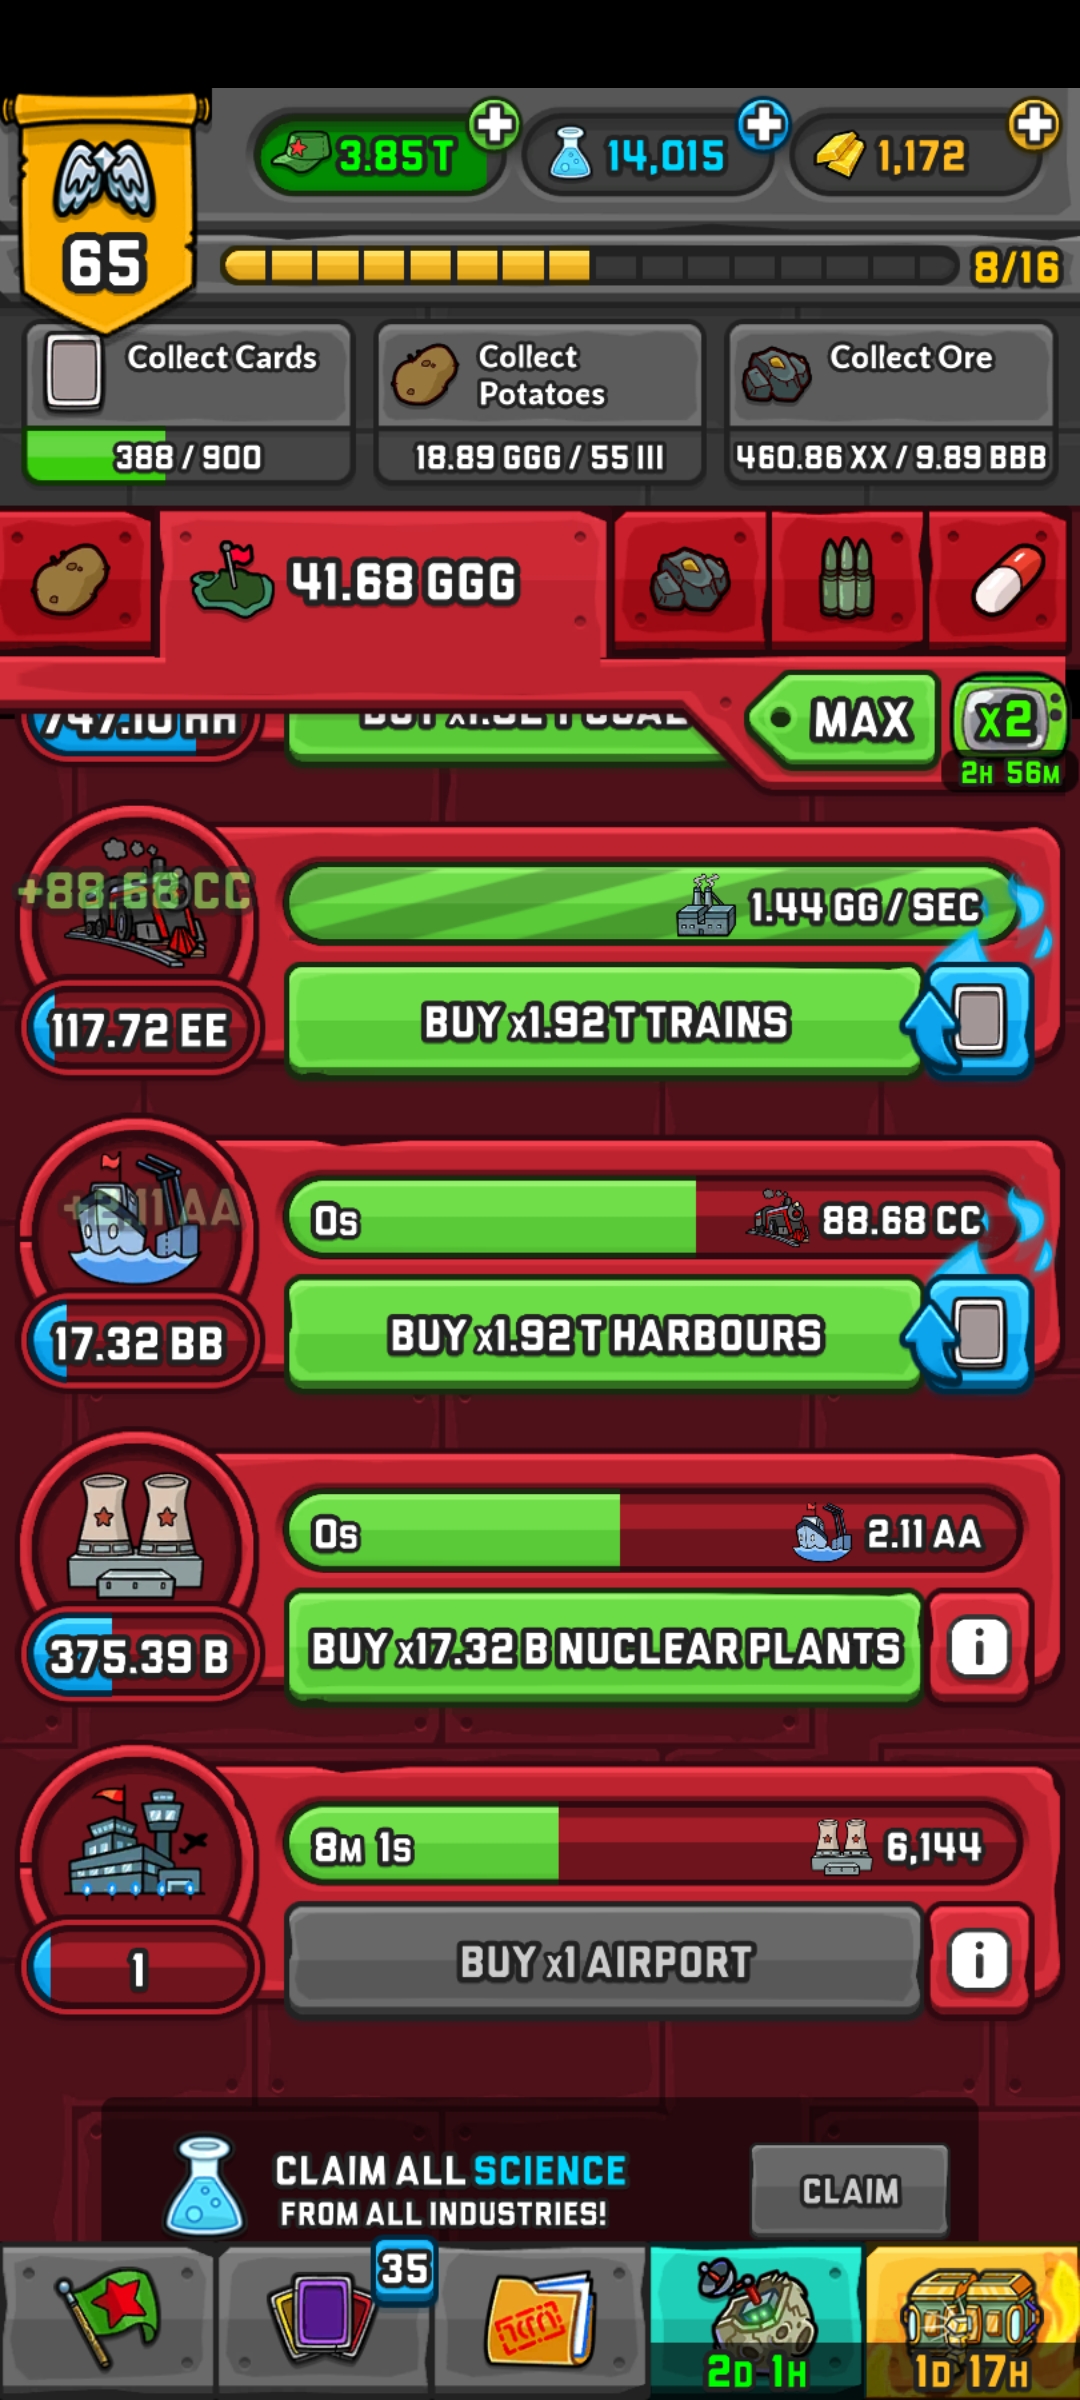 3.85T
14,015
1,172
65
8/16
Collect Cards
Collect
Potatoes
Collect Ore
388 / 900
18.89 GGG / 55 III
460.86 XX / 9.89 BBB
41.68 GGG
MAX
x2
2H 56M
747.10 HH
+88.68 CC
1.44 GG / SEC
117.72 EE
BUY x1.92 T TRAINS
+2.11 AA
0s
88.68 CC
17.32 BB
BUY x1.92 T HARBOURS
0s
2.11 AA
375.39 B
BUY x17.32 B NUCLEAR PLANTS
i
8M 1S
6,144
1
BUY x1 AIRPORT
i
CLAIM ALL SCIENCE
FROM ALL INDUSTRIES!
CLAIM
35
2D 1H
1D 17H